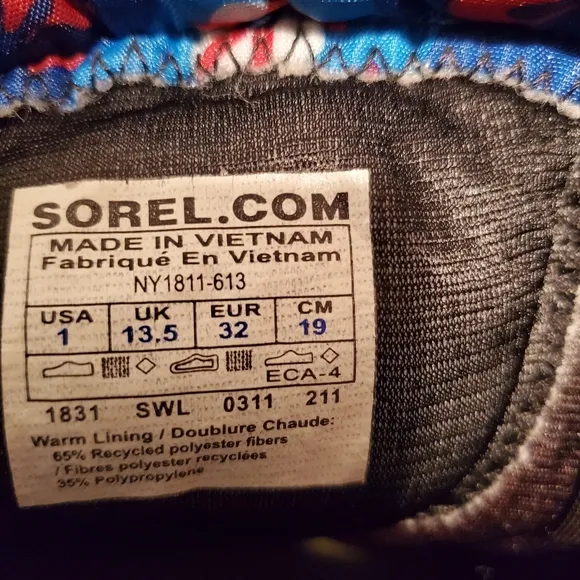 SOREL.COM
MADE IN VIETNAM
Fabriqué En Vietnam
NY1811-613
USA UK EUR CM
1 13.5 32 19
ECA-4
1831 SWL 0311 211
Warm Lining / Doublure Chaude:
65% Recycled polyester fibers
/ Fibres polyester recyclées
35% Polypropylene